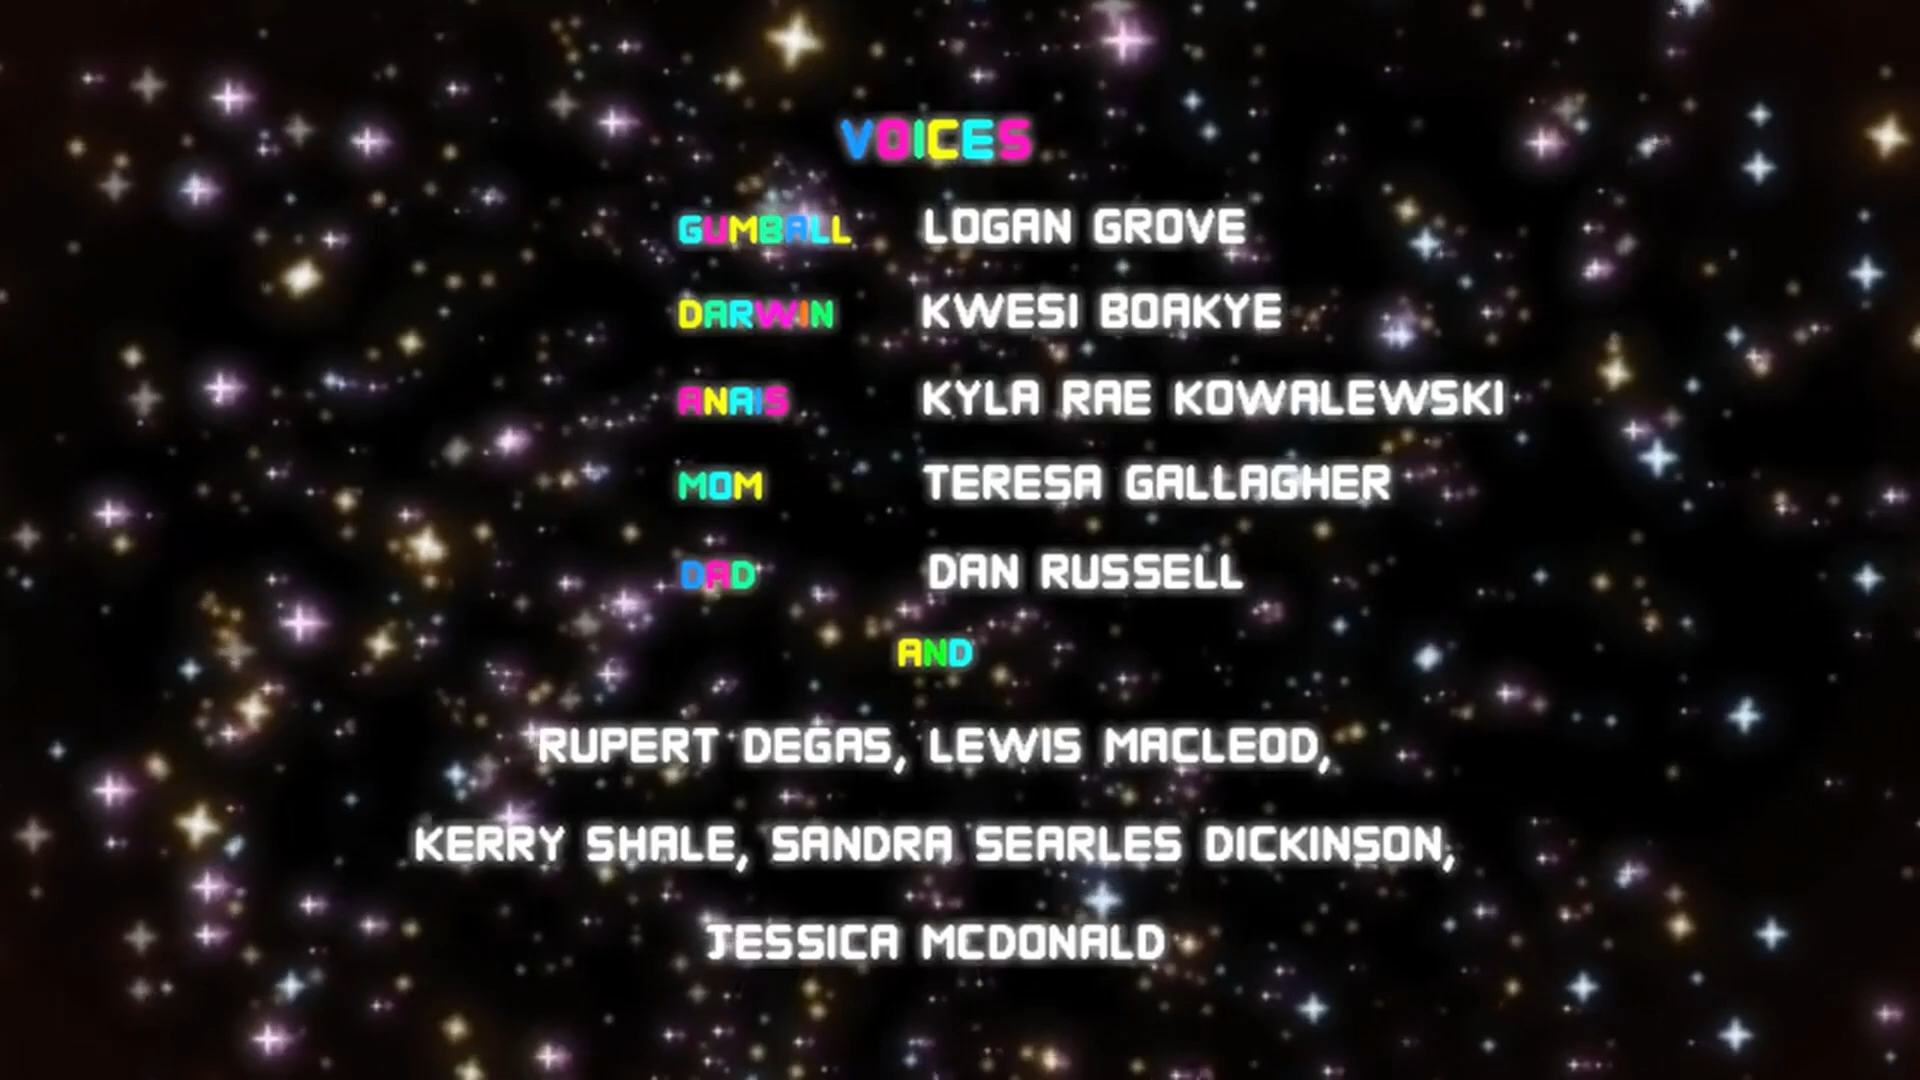 VOICES
GUMBALL LOGAN GROVE
DARWIN KWESI BOAKYE
ANAIS KYLA RAE KOWALEWSKI
MOM TERESA GALLAGHER
DAD DAN RUSSELL
AND
RUPERT DEGAS, LEWIS MACLEOD,
KERRY SHALE, SANDRA SEARLES DICKINSON,
JESSICA MCDONALD